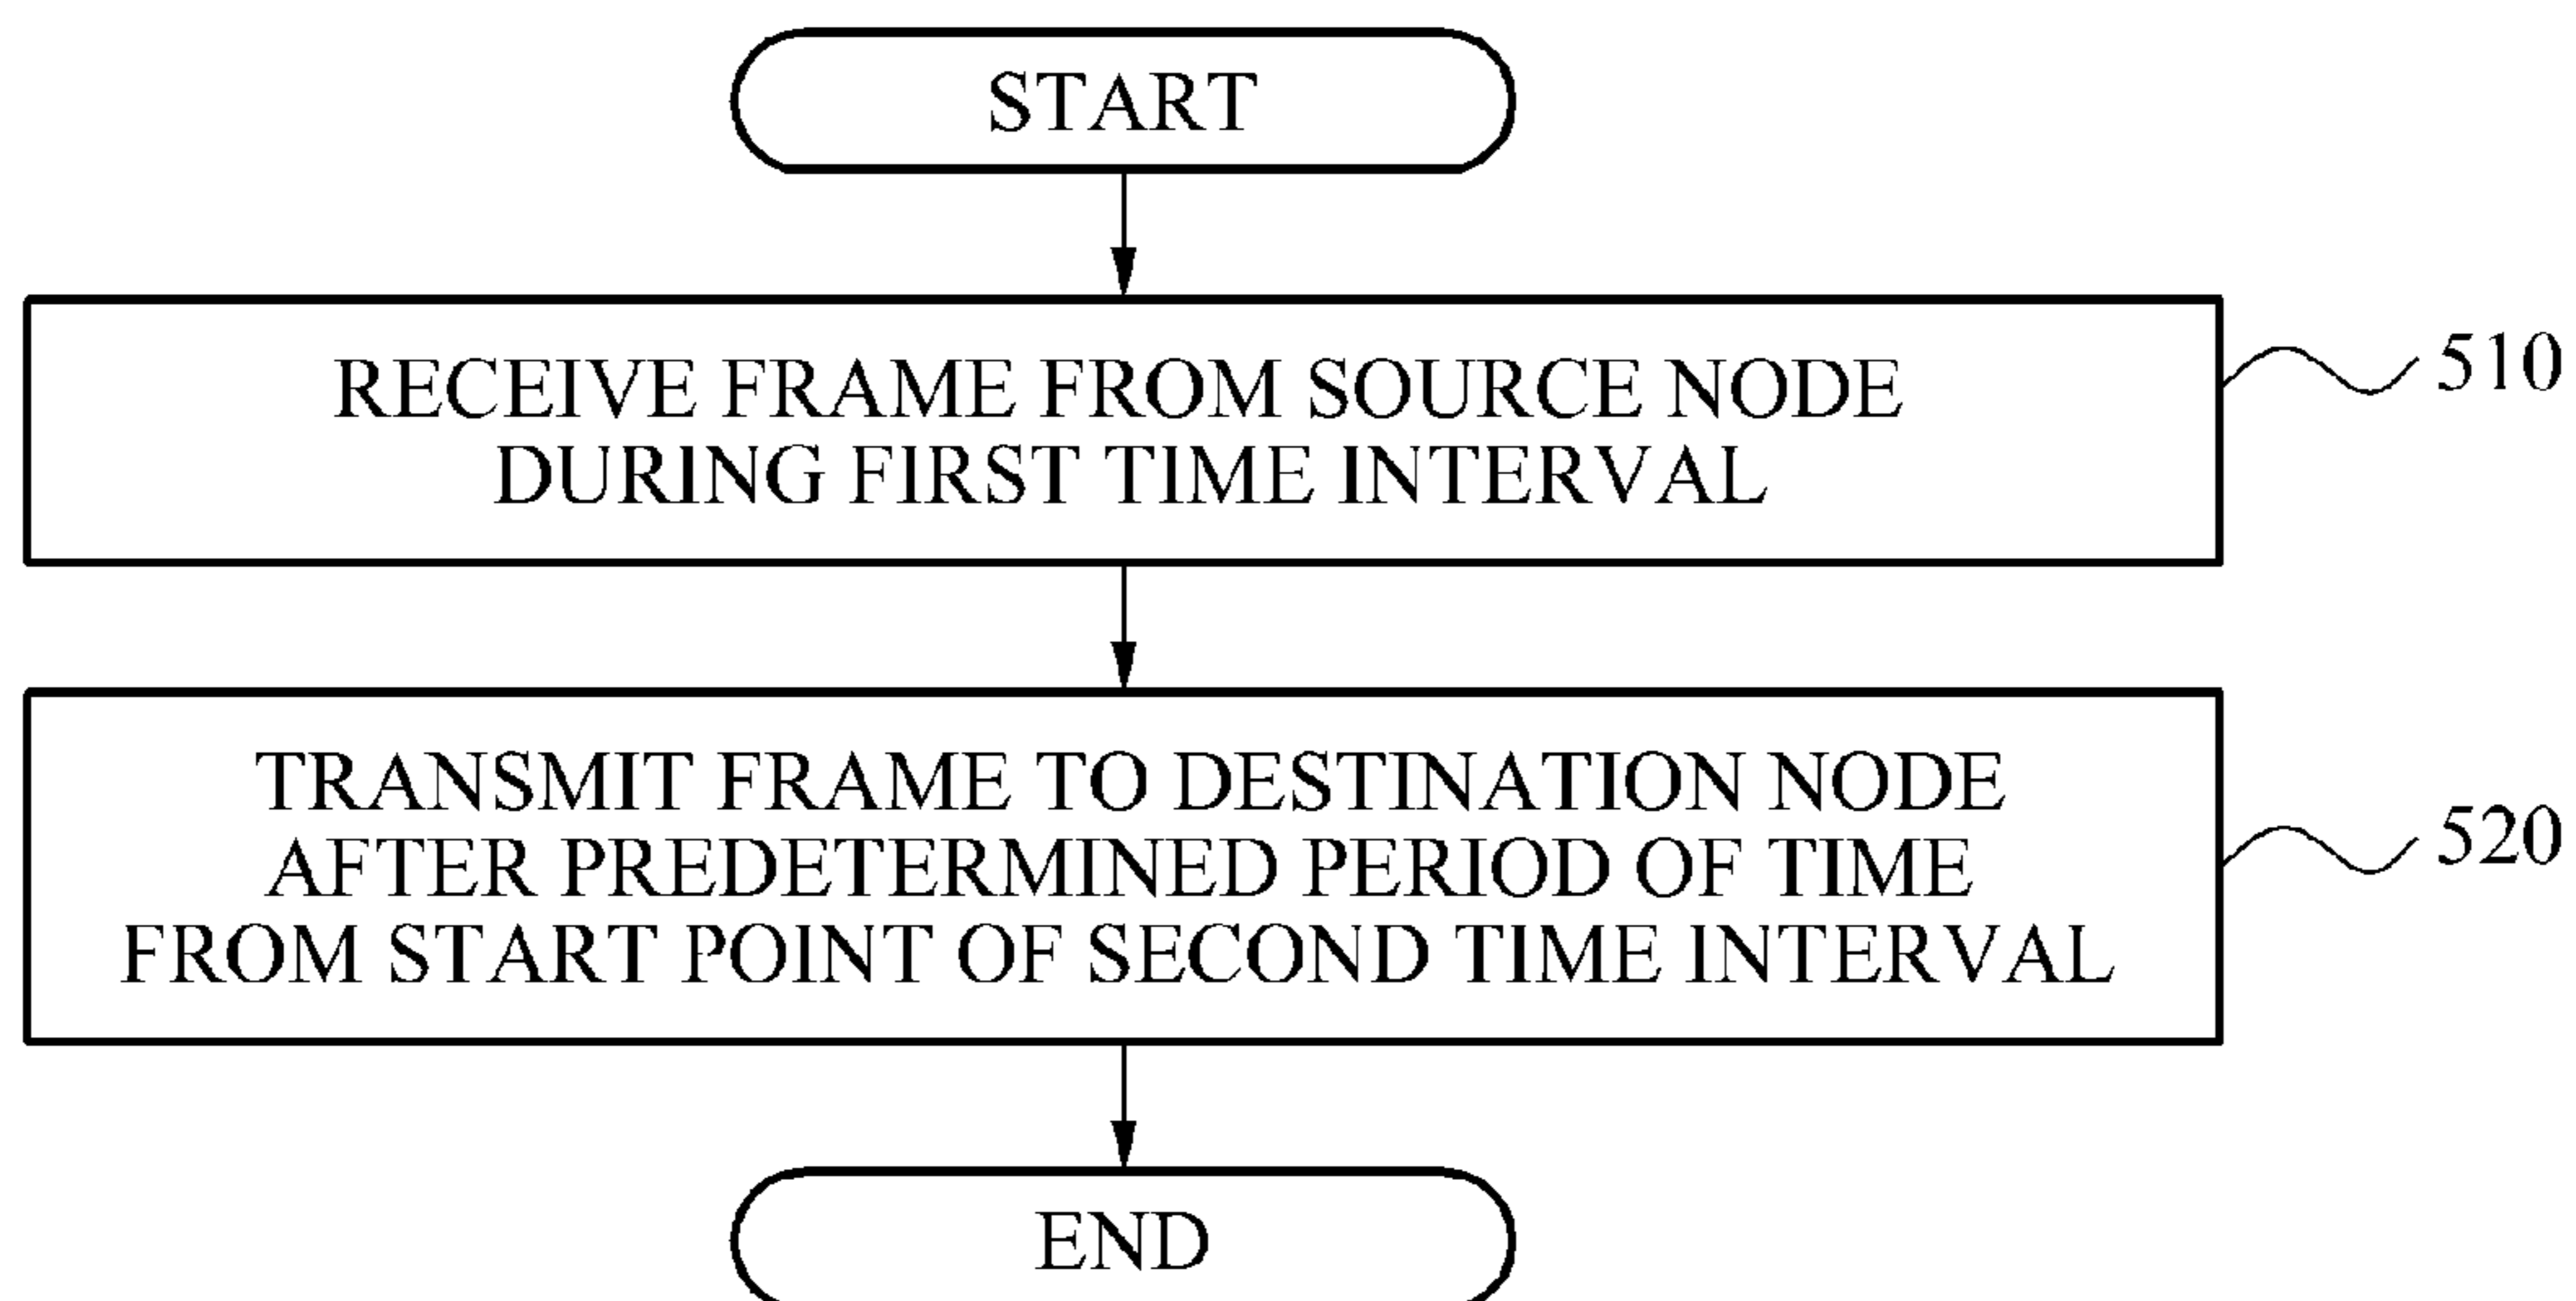 START
RECEIVE FRAME FROM SOURCE NODE
DURING FIRST TIME INTERVAL
510
TRANSMIT FRAME TO DESTINATION NODE
AFTER PREDETERMINED PERIOD OF TIME
FROM START POINT OF SECOND TIME INTERVAL
520
END